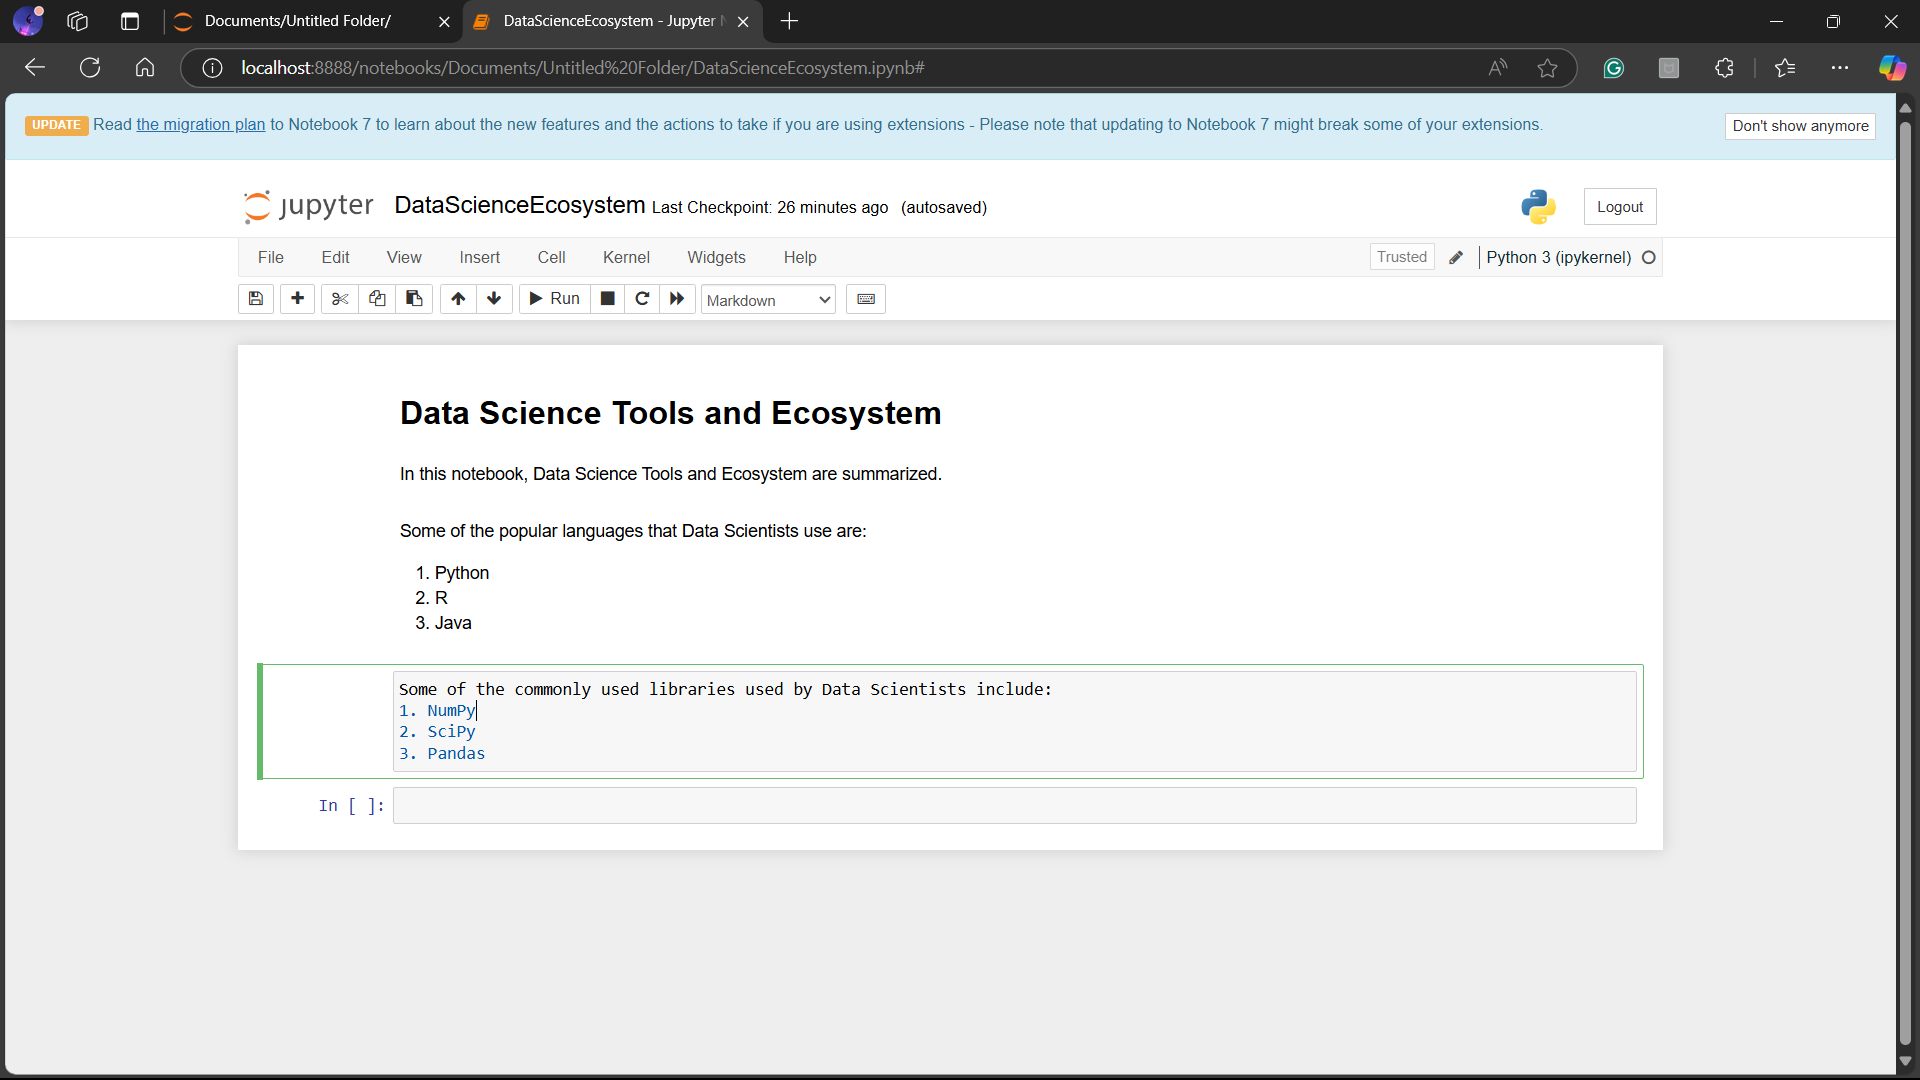 Documents/Untitled Folder/
DataScienceEcosystem - Jupyter
localhost:8888/notebooks/Documents/Untitled%20Folder/DataScienceEcosystem.ipynb#
UPDATE Read the migration plan to Notebook 7 to learn about the new features and the actions to take if you are using extensions - Please note that updating to Notebook 7 might break some of your extensions.
Don't show anymore
jupyter DataScienceEcosystem Last Checkpoint: 26 minutes ago (autosaved)
Logout
File Edit View Insert Cell Kernel Widgets Help
Trusted Python 3 (ipykernel)
Run Markdown
Data Science Tools and Ecosystem
In this notebook, Data Science Tools and Ecosystem are summarized.
Some of the popular languages that Data Scientists use are:
1. Python
2. R
3. Java
Some of the commonly used libraries used by Data Scientists include:
1. NumPy
2. SciPy
3. Pandas
In [ ]: